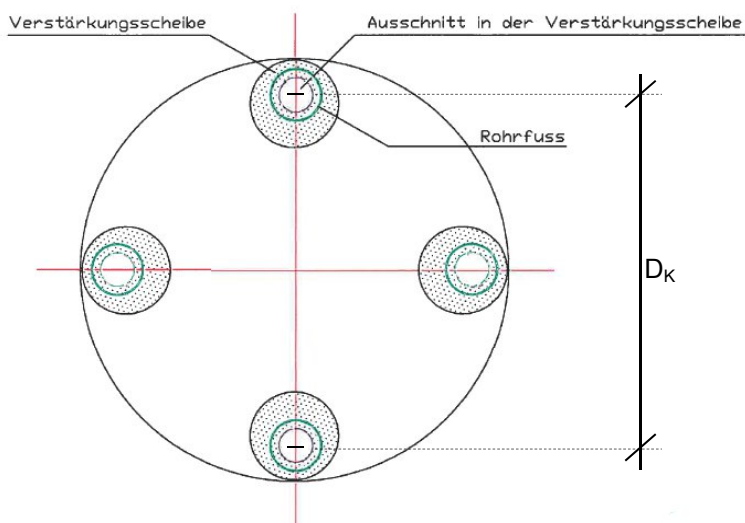 Verstärkungsscheibe
Ausschnitt in der Verstärkungsscheibe
Rohrfuss
DK